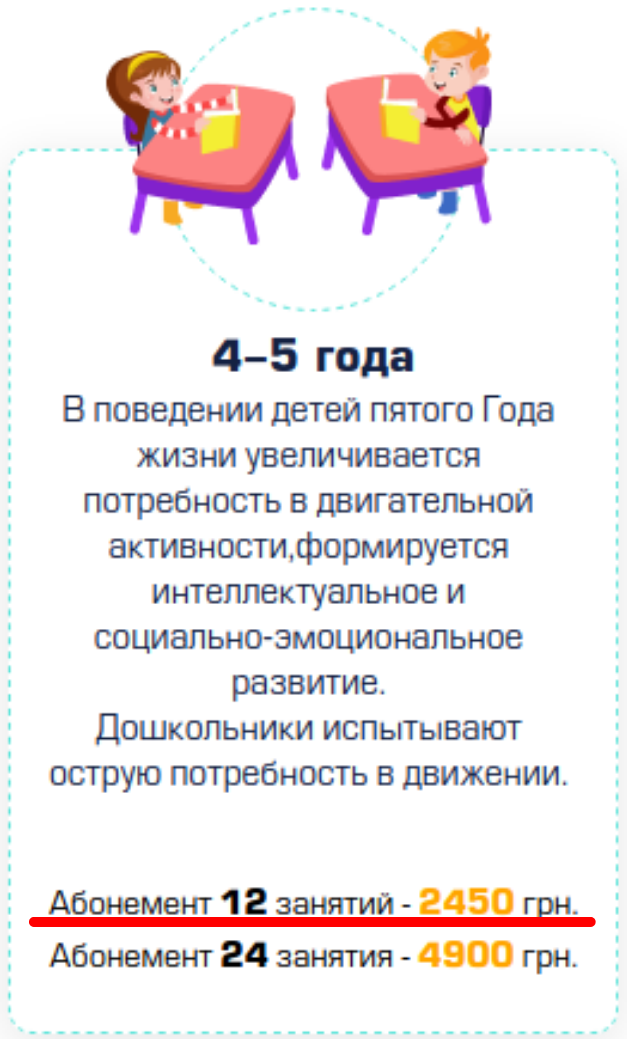 4–5 года
В поведении детей пятого Года
жизни увеличивается
потребность в двигательной
активности,формируется
интеллектуальное и
социально-эмоциональное
развитие.
Дошкольники испытывают
острую потребность в движении.
Абонемент 12 занятий - 2450 грн.
Абонемент 24 занятия - 4900 грн.